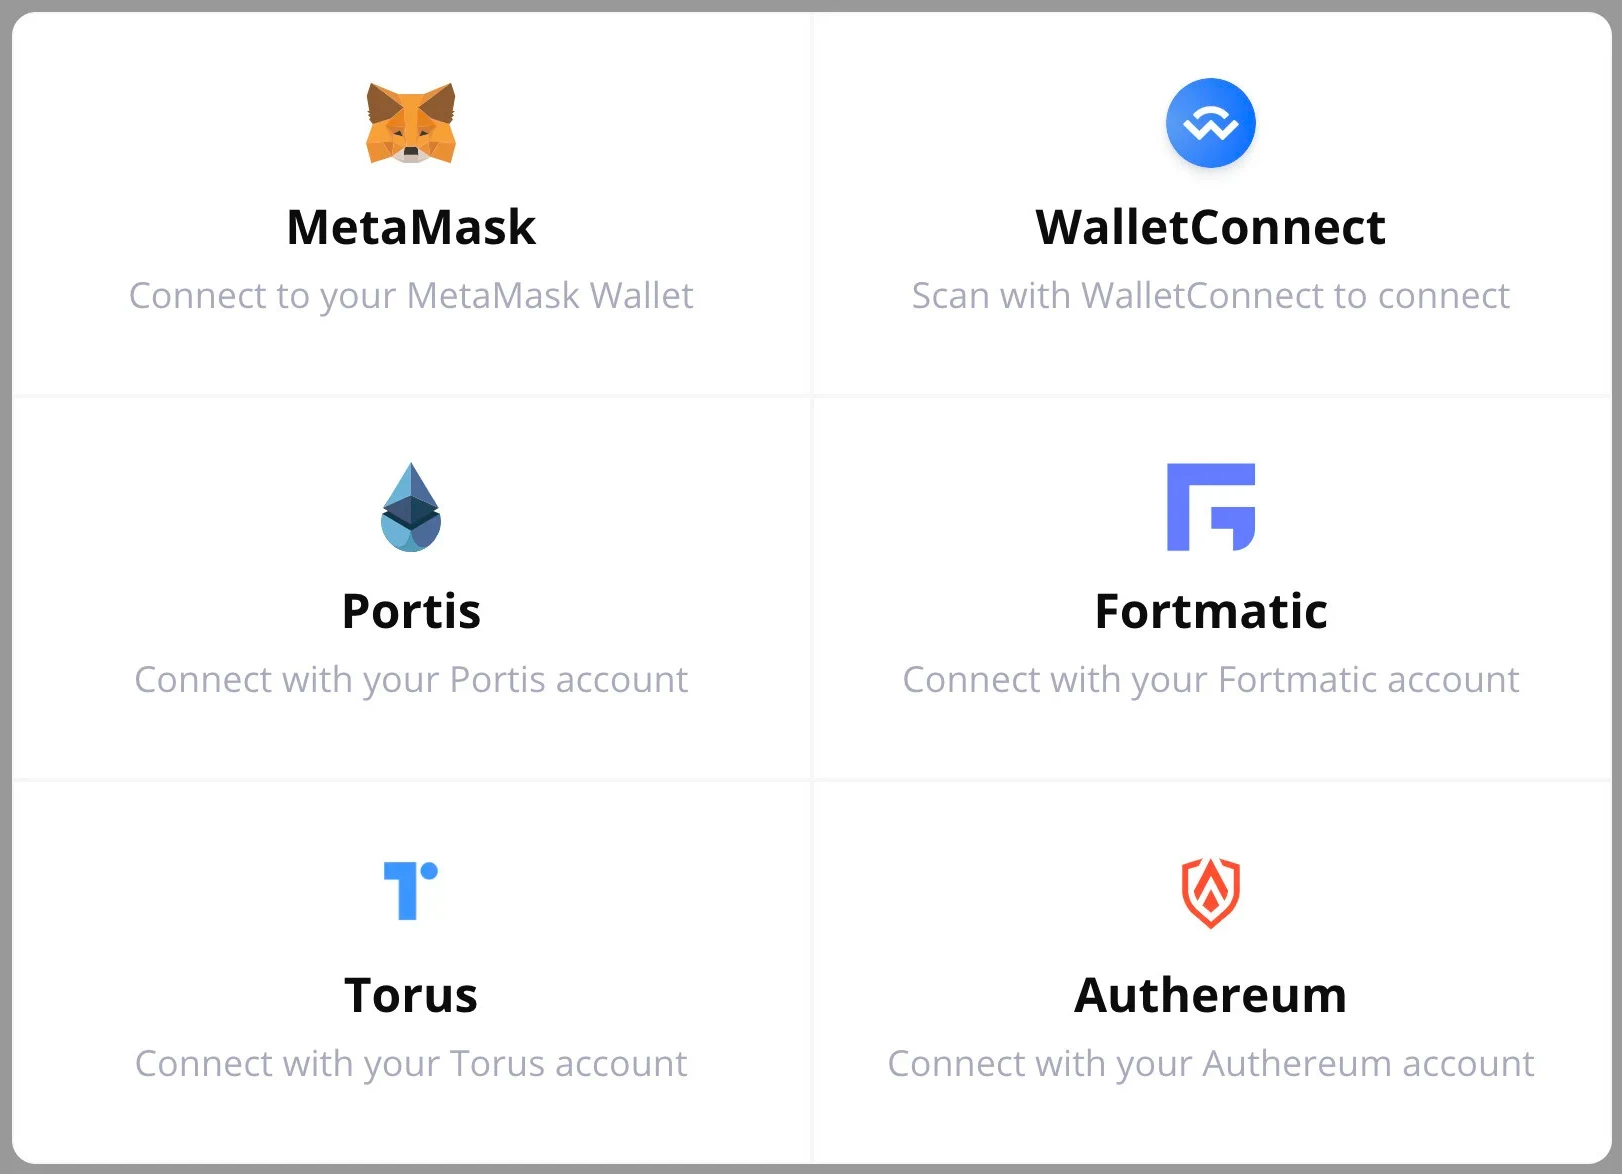 MetaMask
Connect to your MetaMask Wallet
WalletConnect
Scan with WalletConnect to connect
Portis
Connect with your Portis account
Fortmatic
Connect with your Fortmatic account
Torus
Connect with your Torus account
Authereum
Connect with your Authereum account